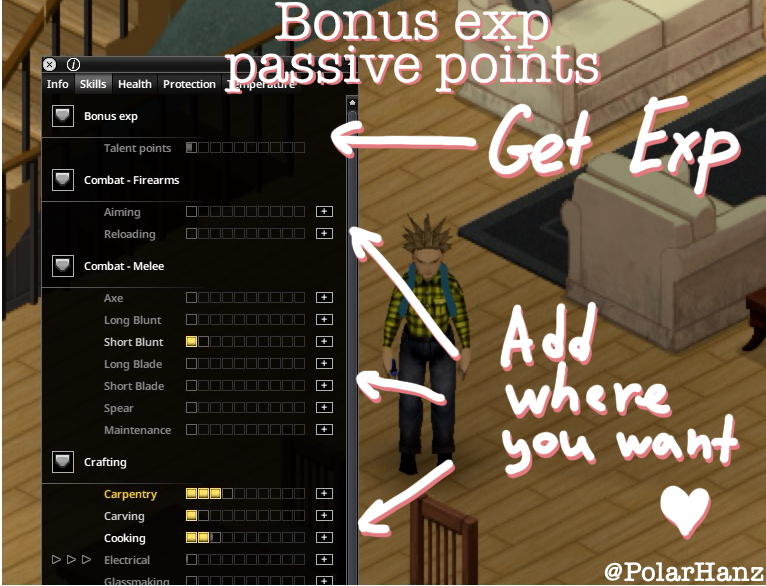 Bonus exp
passive points
Info Skills Health Protection Temperature
Bonus exp
Talent points
Get Exp
Combat - Firearms
Aiming
Reloading
Combat - Melee
Axe
Long Blunt
Short Blunt
Long Blade
Short Blade
Spear
Maintenance
Add
where
you want
Crafting
Carpentry
Carving
Cooking
Electrical
Glassmaking
@PolarHanz